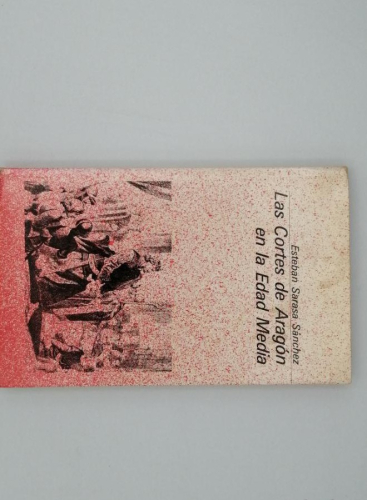 Esteban Sarasa Sánchez
Las Cortes de Aragón
en la Edad Media